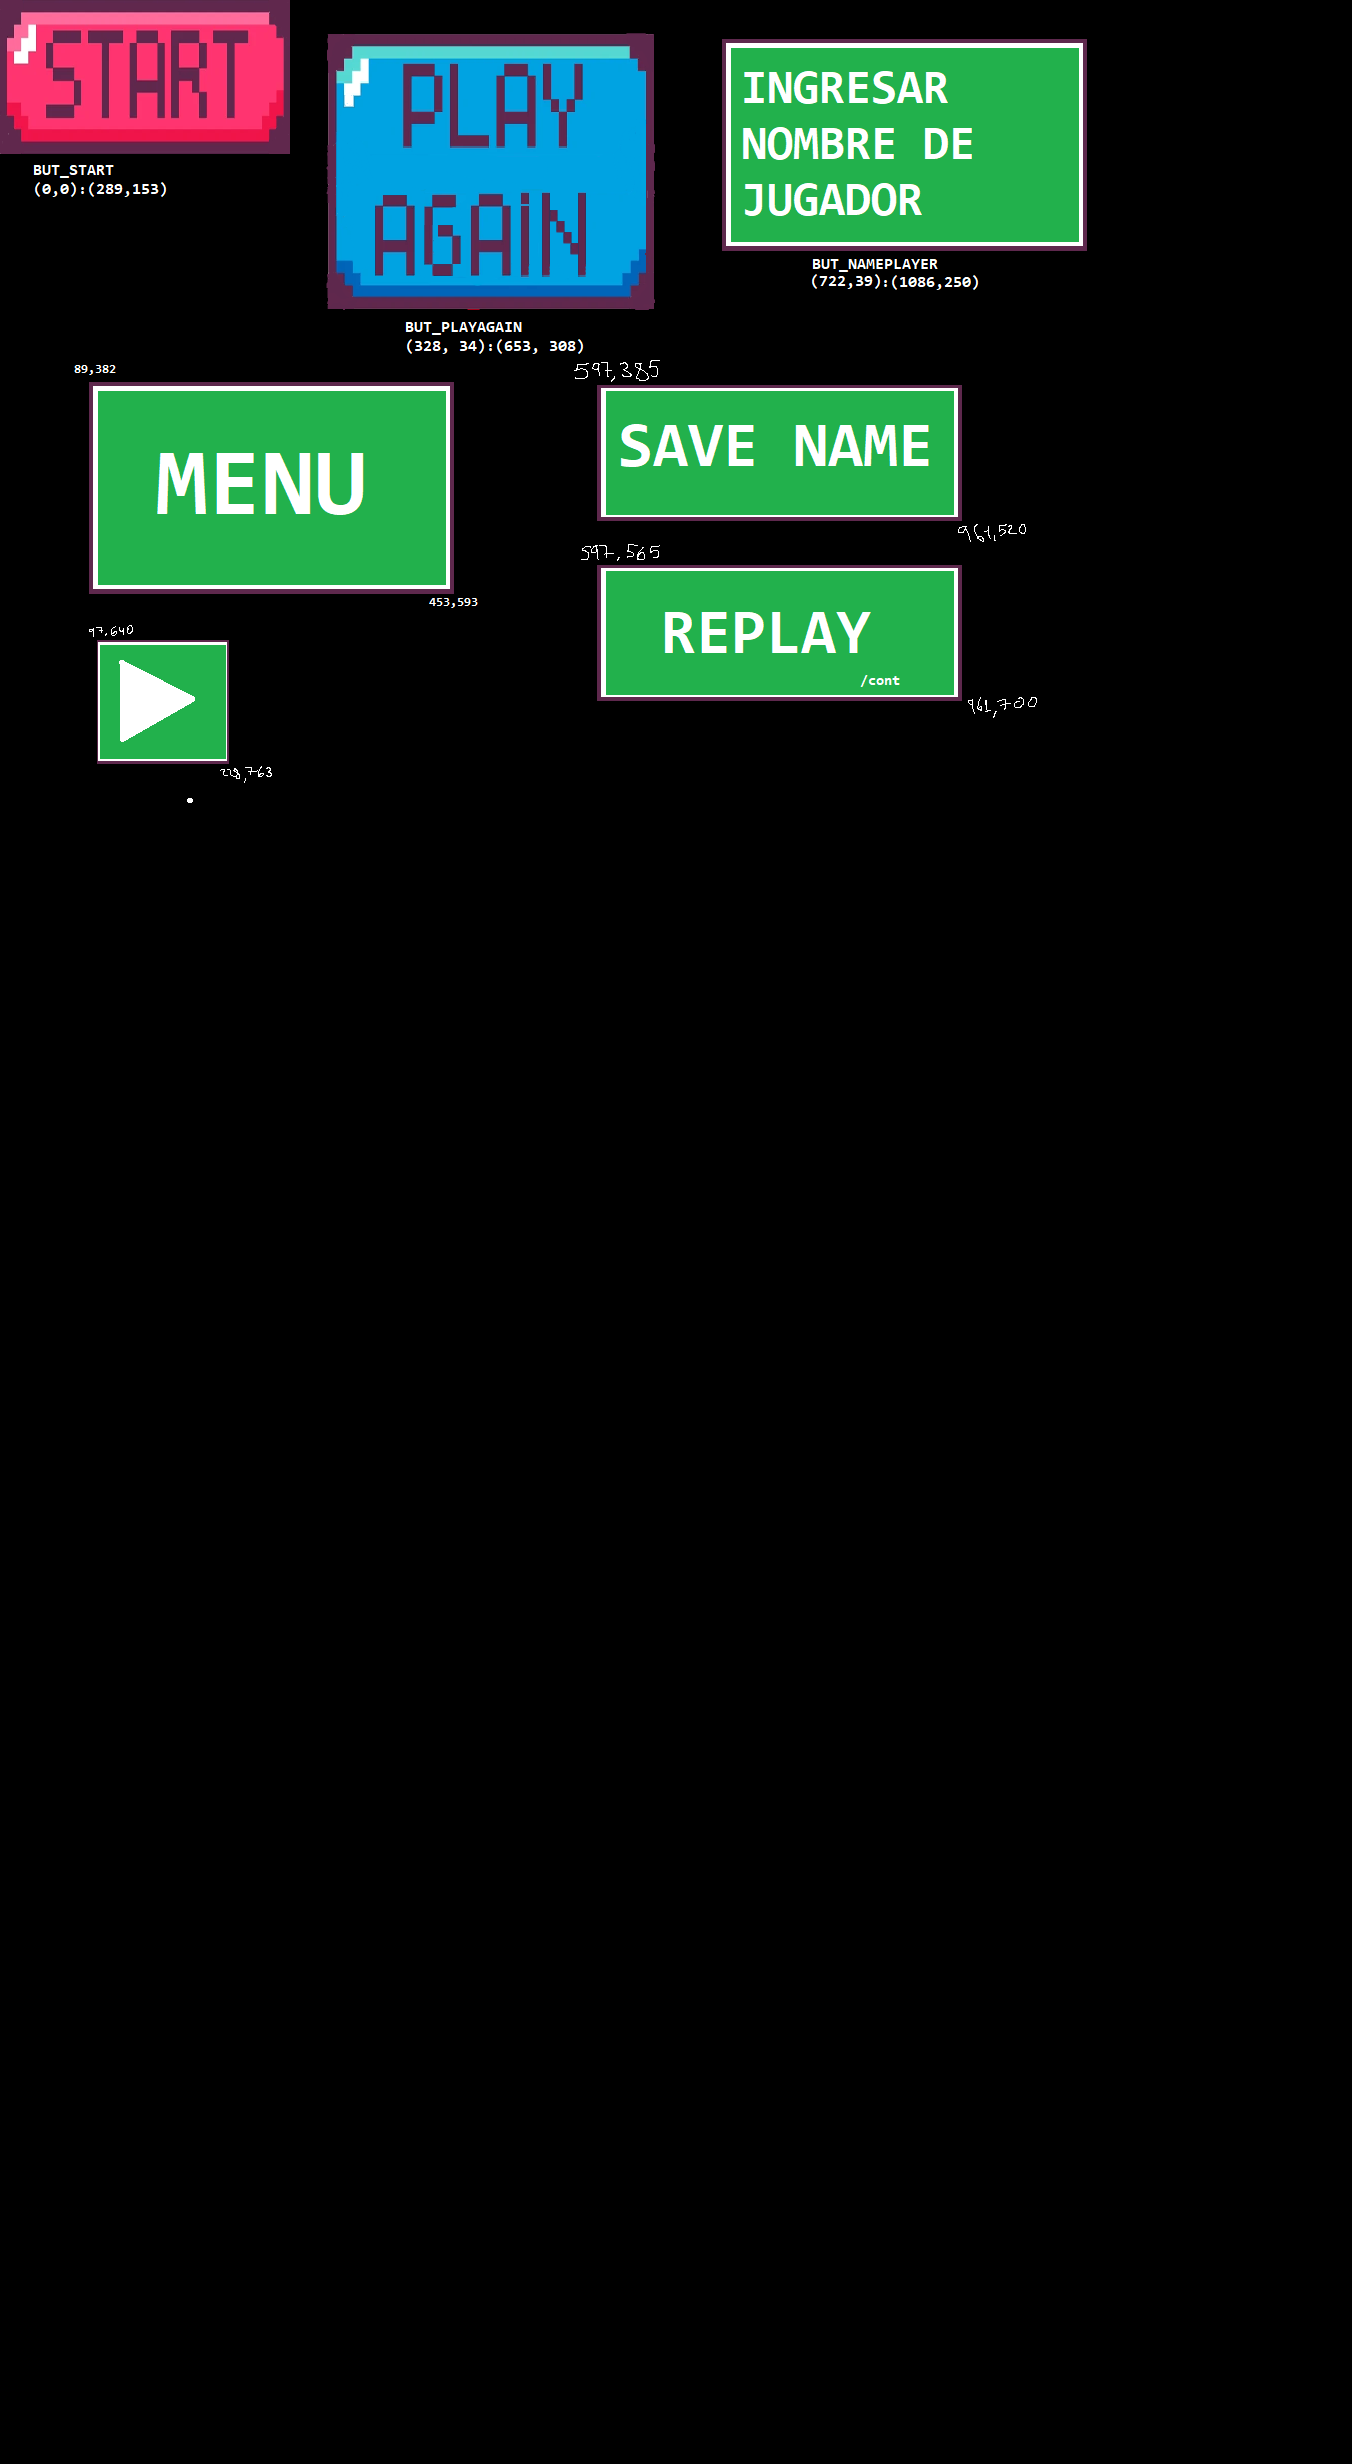 START
BUT_START
(0,0):(289,153)
PLAY
AGAiN
BUT_PLAYAGAIN
(328, 34):(653, 308)
INGRESAR
NOMBRE DE
JUGADOR
BUT_NAMEPLAYER
(722,39):(1086,250)
89,382
MENU
453,593
597,385
SAVE NAME
961,520
597,565
REPLAY
/cont
961,700
97,640
228,763